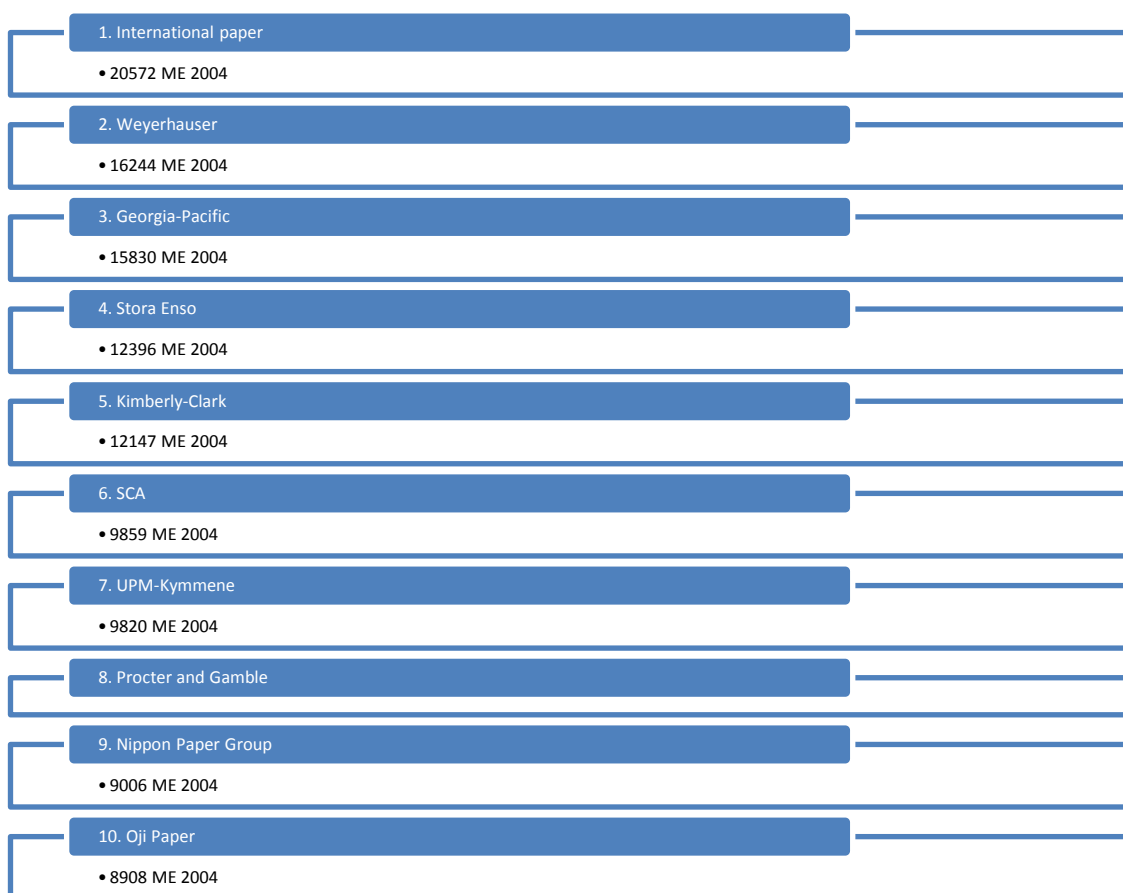 1. International paper
• 20572 ME 2004
2. Weyerhauser
• 16244 ME 2004
3. Georgia-Pacific
• 15830 ME 2004
4. Stora Enso
• 12396 ME 2004
5. Kimberly-Clark
• 12147 ME 2004
6. SCA
• 9859 ME 2004
7. UPM-Kymmene
• 9820 ME 2004
8. Procter and Gamble
9. Nippon Paper Group
• 9006 ME 2004
10. Oji Paper
• 8908 ME 2004